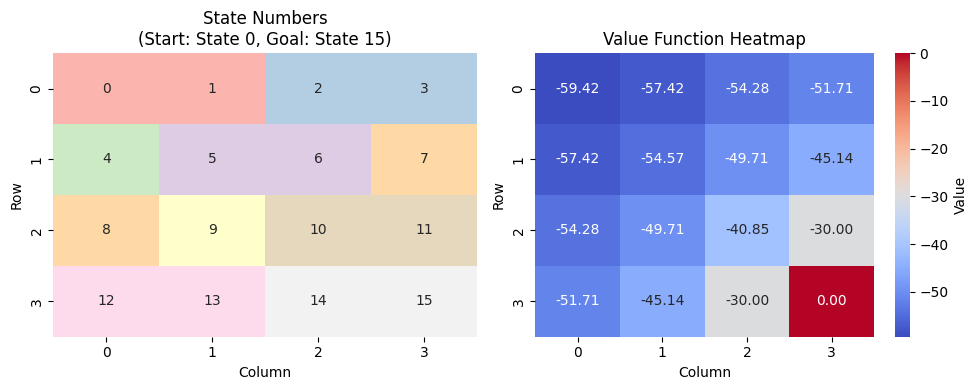 State Numbers
(Start: State 0, Goal: State 15)
0 1 2 3
4 5 6 7
8 9 10 11
12 13 14 15
0
1
2
3
Row
0 1 2 3
Column
Value Function Heatmap
-59.42 -57.42 -54.28 -51.71
-57.42 -54.57 -49.71 -45.14
-54.28 -49.71 -40.85 -30.00
-51.71 -45.14 -30.00 0.00
0
1
2
3
Row
0 1 2 3
Column
0
−10
−20
−30
−40
−50
Value